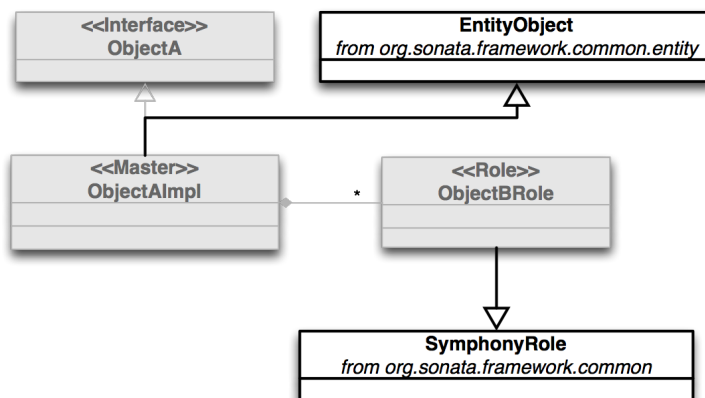 <<Interface>>
ObjectA
EntityObject
from org.sonata.framework.common.entity
<<Master>>
ObjectAImpl
*
<<Role>>
ObjectBRole
SymphonyRole
from org.sonata.framework.common